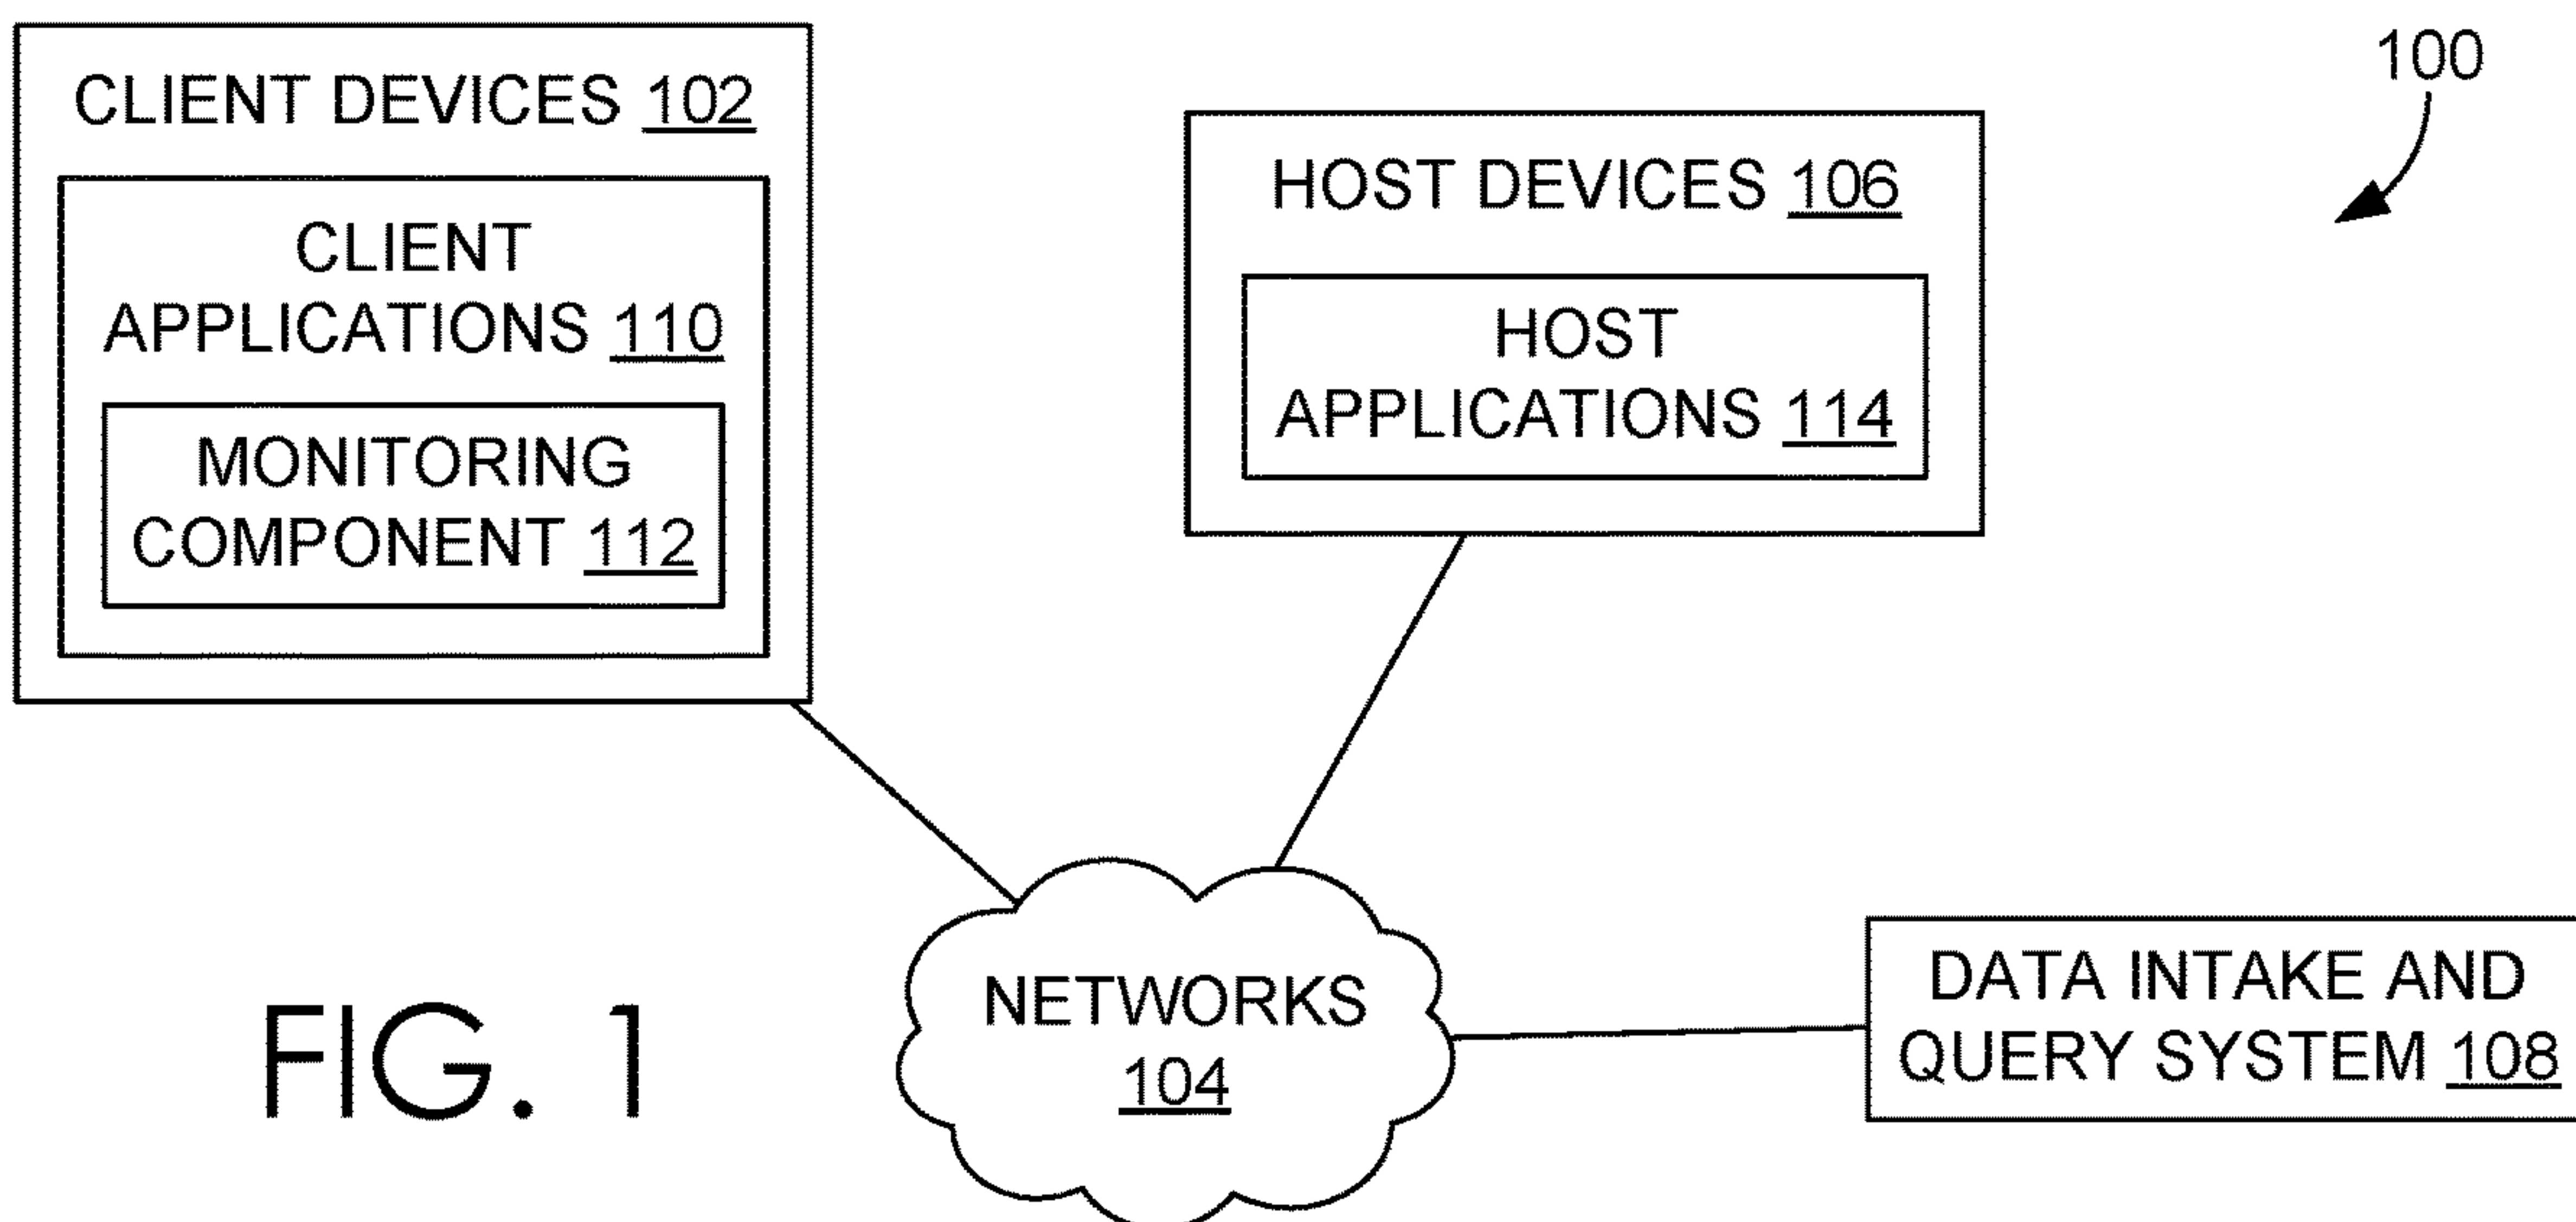 100
CLIENT DEVICES 102
CLIENT
APPLICATIONS 110
MONITORING
COMPONENT 112
HOST DEVICES 106
HOST
APPLICATIONS 114
NETWORKS
104
DATA INTAKE AND
QUERY SYSTEM 108
FIG. 1